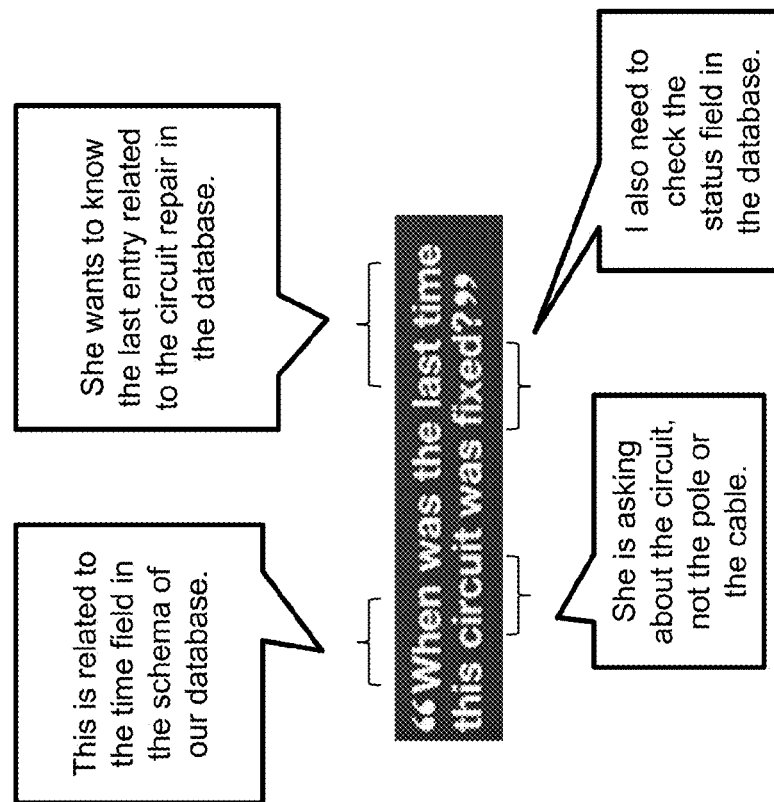 This is related to
the time field in
the schema of
our database.
She wants to know
the last entry related
to the circuit repair in
the database.
“When was the last time
this circuit was fixed?”
She is asking
about the circuit,
not the pole or
the cable.
I also need to
check the
status field in
the database.